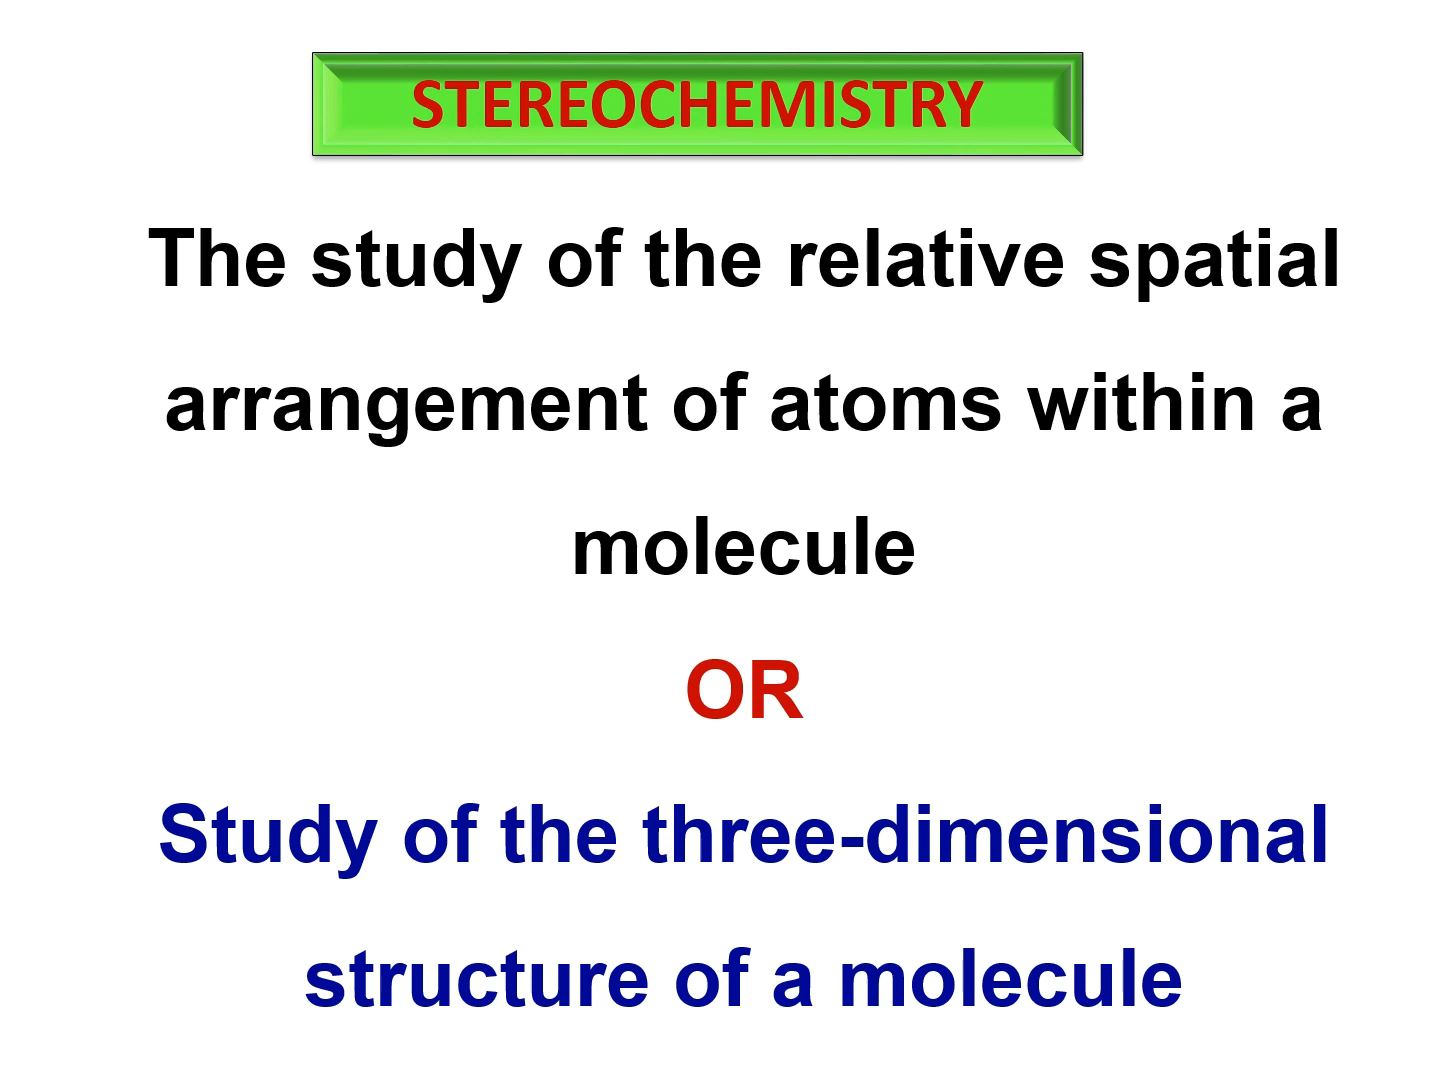 STEREOCHEMISTRY
The study of the relative spatial
arrangement of atoms within a
molecule
OR
Study of the three-dimensional
structure of a molecule